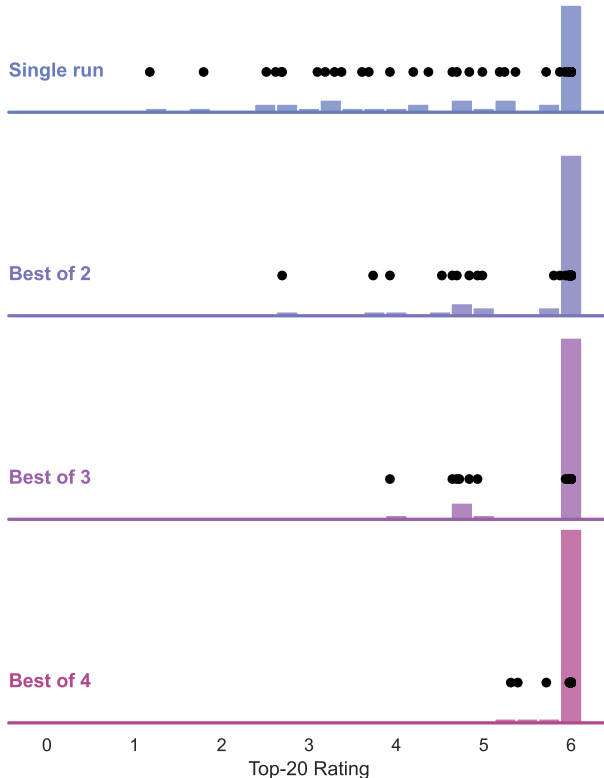 Single run
Best of 2
Best of 3
Best of 4
0 1 2 3 4 5 6
Top-20 Rating